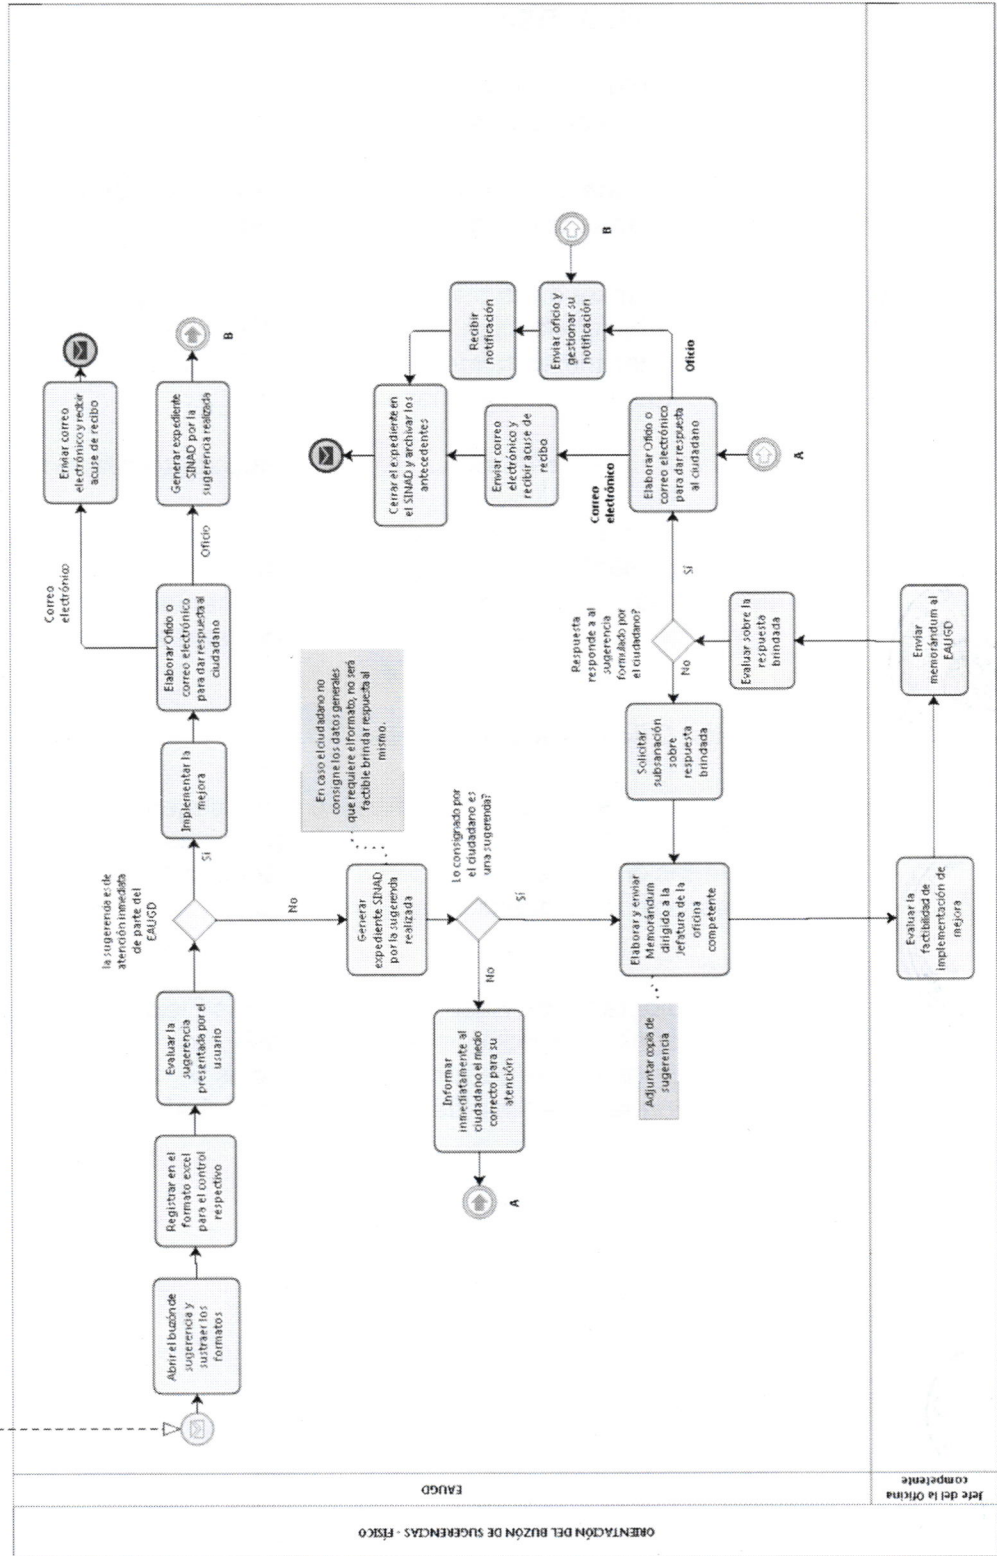 ORIENTACIÓN DEL BUZÓN DE SUGERENCIAS - FÍSICO
EAUGD
Jefe del la Oficina
competente
Abrir el buzón de
sugerencia y
sustraer los
formatos
Registrar en el
formato excel
para el control
respectivo
Evaluar la
sugerencia
presentada por el
usuario
la sugerencia es de
atención inmediata
de parte del
EAUGD
Sí
Implementar la
mejora
Elaborar Oficio o
correo electrónico
para dar respuesta al
ciudadano
Correo
electrónico
Enviar correo
electrónico y recibir
acuse de recibo
Oficio
Generar expediente
SINAD por la
sugerencia realizada
B
No
Generar
expediente SINAD
por la sugerencia
realizada
En caso el ciudadano no
consigne los datos generales
que requiere el formato, no será
factible brindar respuesta al
mismo.
Lo consignado por
el ciudadano es
una sugerencia?
No
Informar
inmediatamente al
ciudadano el medio
correcto para su
atención
A
Sí
Elaborar y enviar
Memorándum
dirigido a la
Jefatura de la
oficina
competente
Adjuntar copia de
sugerencia
Evaluar la
factibilidad de
implementación de
mejora
Enviar
memorándum al
EAUGD
Evaluar sobre la
respuesta
brindada
Respuesta
responde a al
sugerencia
formulado por
el ciudadano?
No
Solicitar
subsanación
sobre
respuesta
brindada
Sí
Elaborar Oficio o
correo electrónico
para dar respuesta
al ciudadano
A
Correo
electrónico
Enviar correo
electrónico y
recibir acuse de
recibo
Oficio
Enviar oficio y
gestionar su
notificación
B
Recibir
notificación
Cerrar el expediente en
el SINAD y archivar los
antecedentes